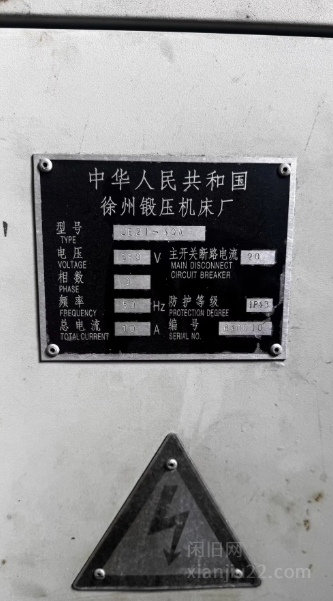 中华人民共和国
徐州锻压机床厂
型号
TYPE
电压 V 主开关断路电流
VOLTAGE MAIN DISCONNECT CIRCUIT BREAKER
相数
PHASE
频率 50 Hz 防护等级
FREQUENCY PROTECTION DEGREE
总电流 10 A 编号
TOTAL CURRENT SERIAL NO.
闲旧网